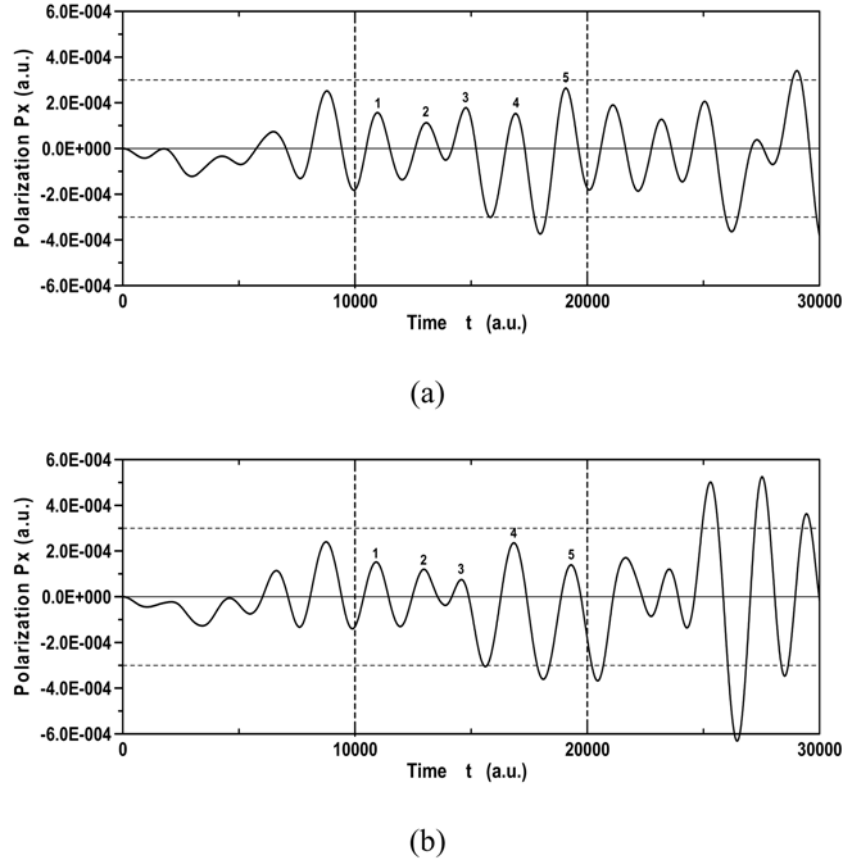 6.0E-004
4.0E-004
2.0E-004
0.0E+000
-2.0E-004
-4.0E-004
-6.0E-004
Polarization Px (a.u.)
1
2
3
4
5
0
10000
20000
30000
Time t (a.u.)
(a)
6.0E-004
4.0E-004
2.0E-004
0.0E+000
-2.0E-004
-4.0E-004
-6.0E-004
Polarization Px (a.u.)
1
2
3
4
5
0
10000
20000
30000
Time t (a.u.)
(b)